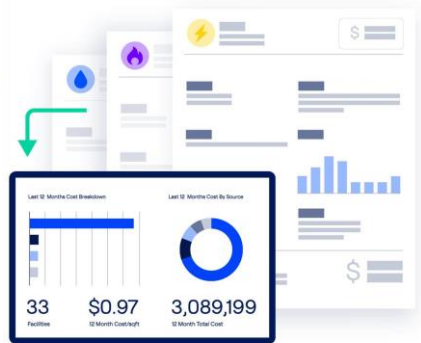 $
Last 12 Months Cost Breakdown
Last 12 Months Cost By Source
33
$0.97
3,089,199
Facilities
12 Month Cost/sqft
12 Month Total Cost
$